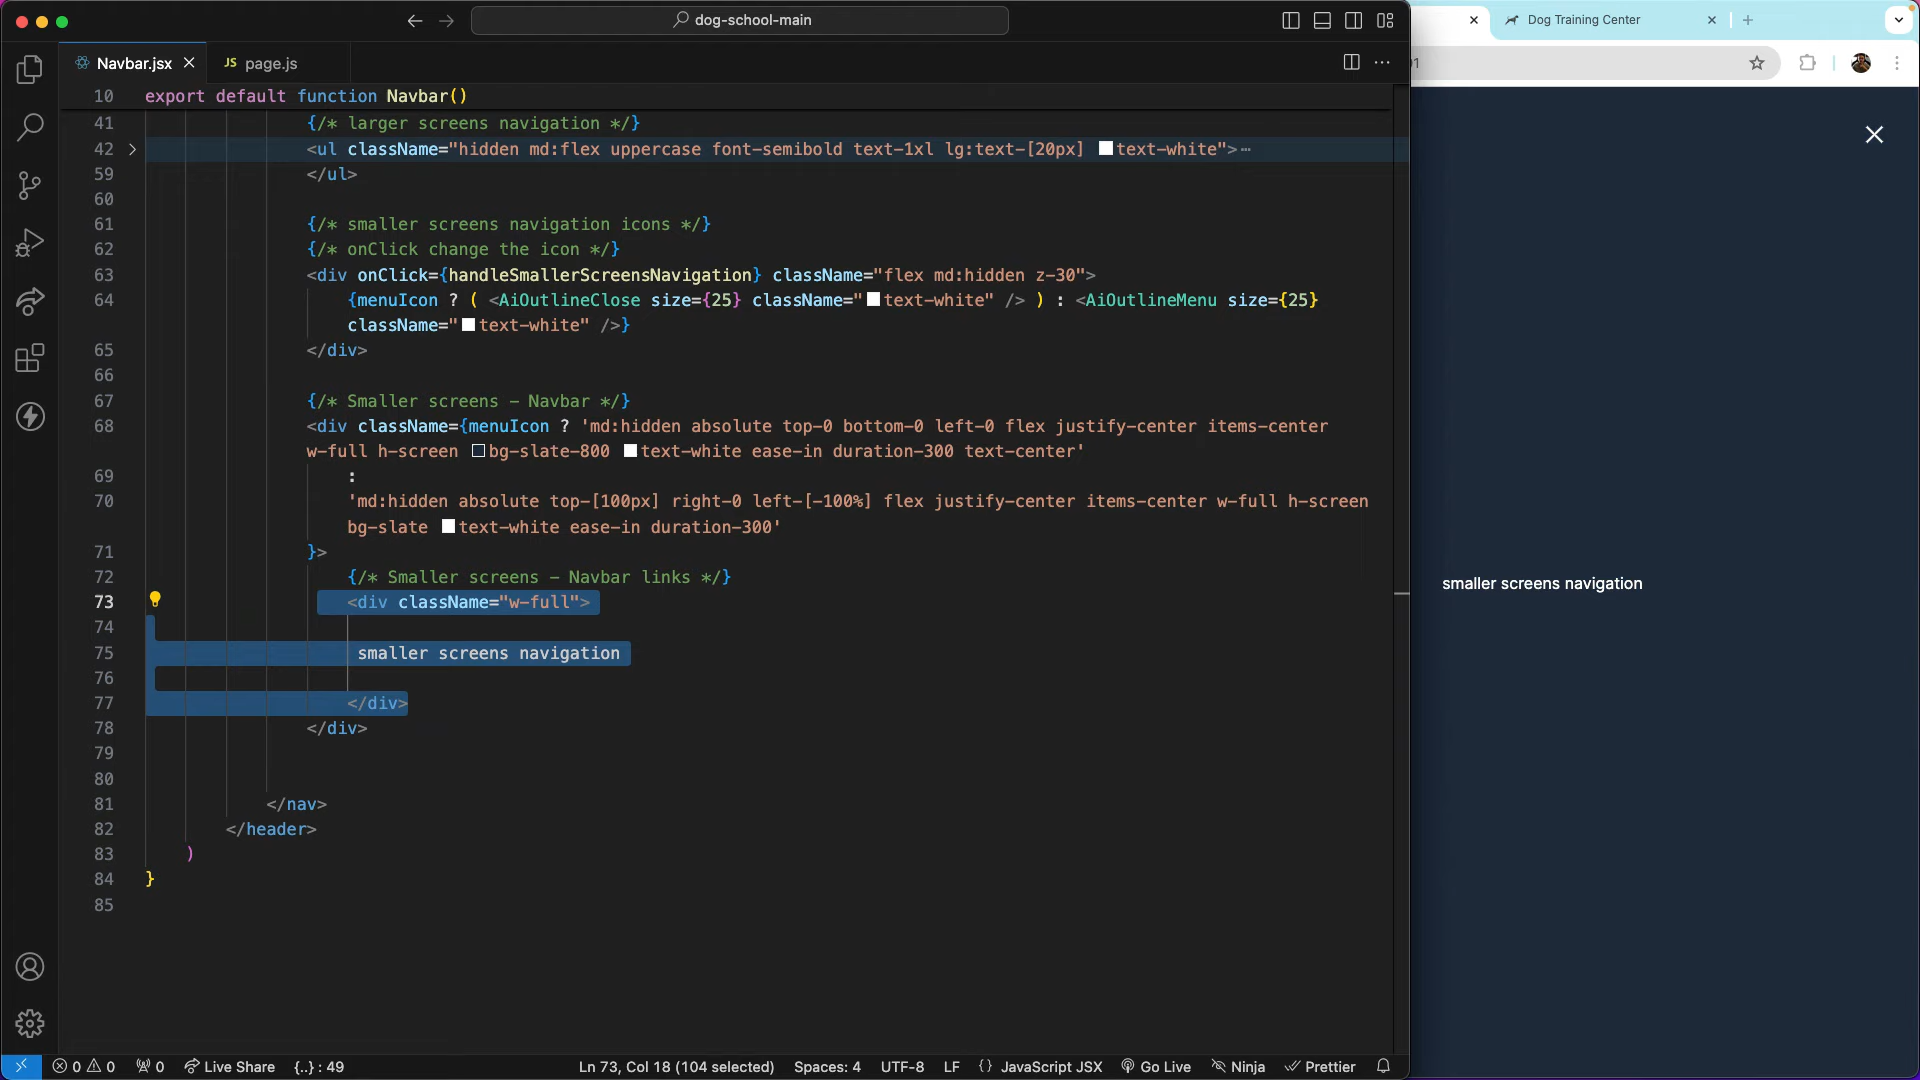 dog-school-main
Dog Training Center
Navbar.jsx
JS page.js
10 export default function Navbar()
41 {/* larger screens navigation */}
42 <ul className="hidden md:flex uppercase font-semibold text-1xl lg:text-[20px] text-white">⋯
59 </ul>
60
61 {/* smaller screens navigation icons */}
62 {/* onClick change the icon */}
63 <div onClick={handleSmallerScreensNavigation} className="flex md:hidden z-30">
64 {menuIcon ? ( <AiOutlineClose size={25} className="text-white" /> ) : <AiOutlineMenu size={25}
className="text-white" />}
65 </div>
66
67 {/* Smaller screens – Navbar */}
68 <div className={menuIcon ? 'md:hidden absolute top-0 bottom-0 left-0 flex justify-center items-center
w-full h-screen bg-slate-800 text-white ease-in duration-300 text-center'
69 :
70 'md:hidden absolute top-[100px] right-0 left-[-100%] flex justify-center items-center w-full h-screen
bg-slate text-white ease-in duration-300'
71 }>
72 {/* Smaller screens – Navbar links */}
73 <div className="w-full">
74
75 smaller screens navigation
76
77 </div>
78 </div>
79
80
81 </nav>
82 </header>
83 )
84 }
85
smaller screens navigation
0 0 0 Live Share {..} : 49 Ln 73, Col 18 (104 selected) Spaces: 4 UTF-8 LF {} JavaScript JSX Go Live Ninja Prettier